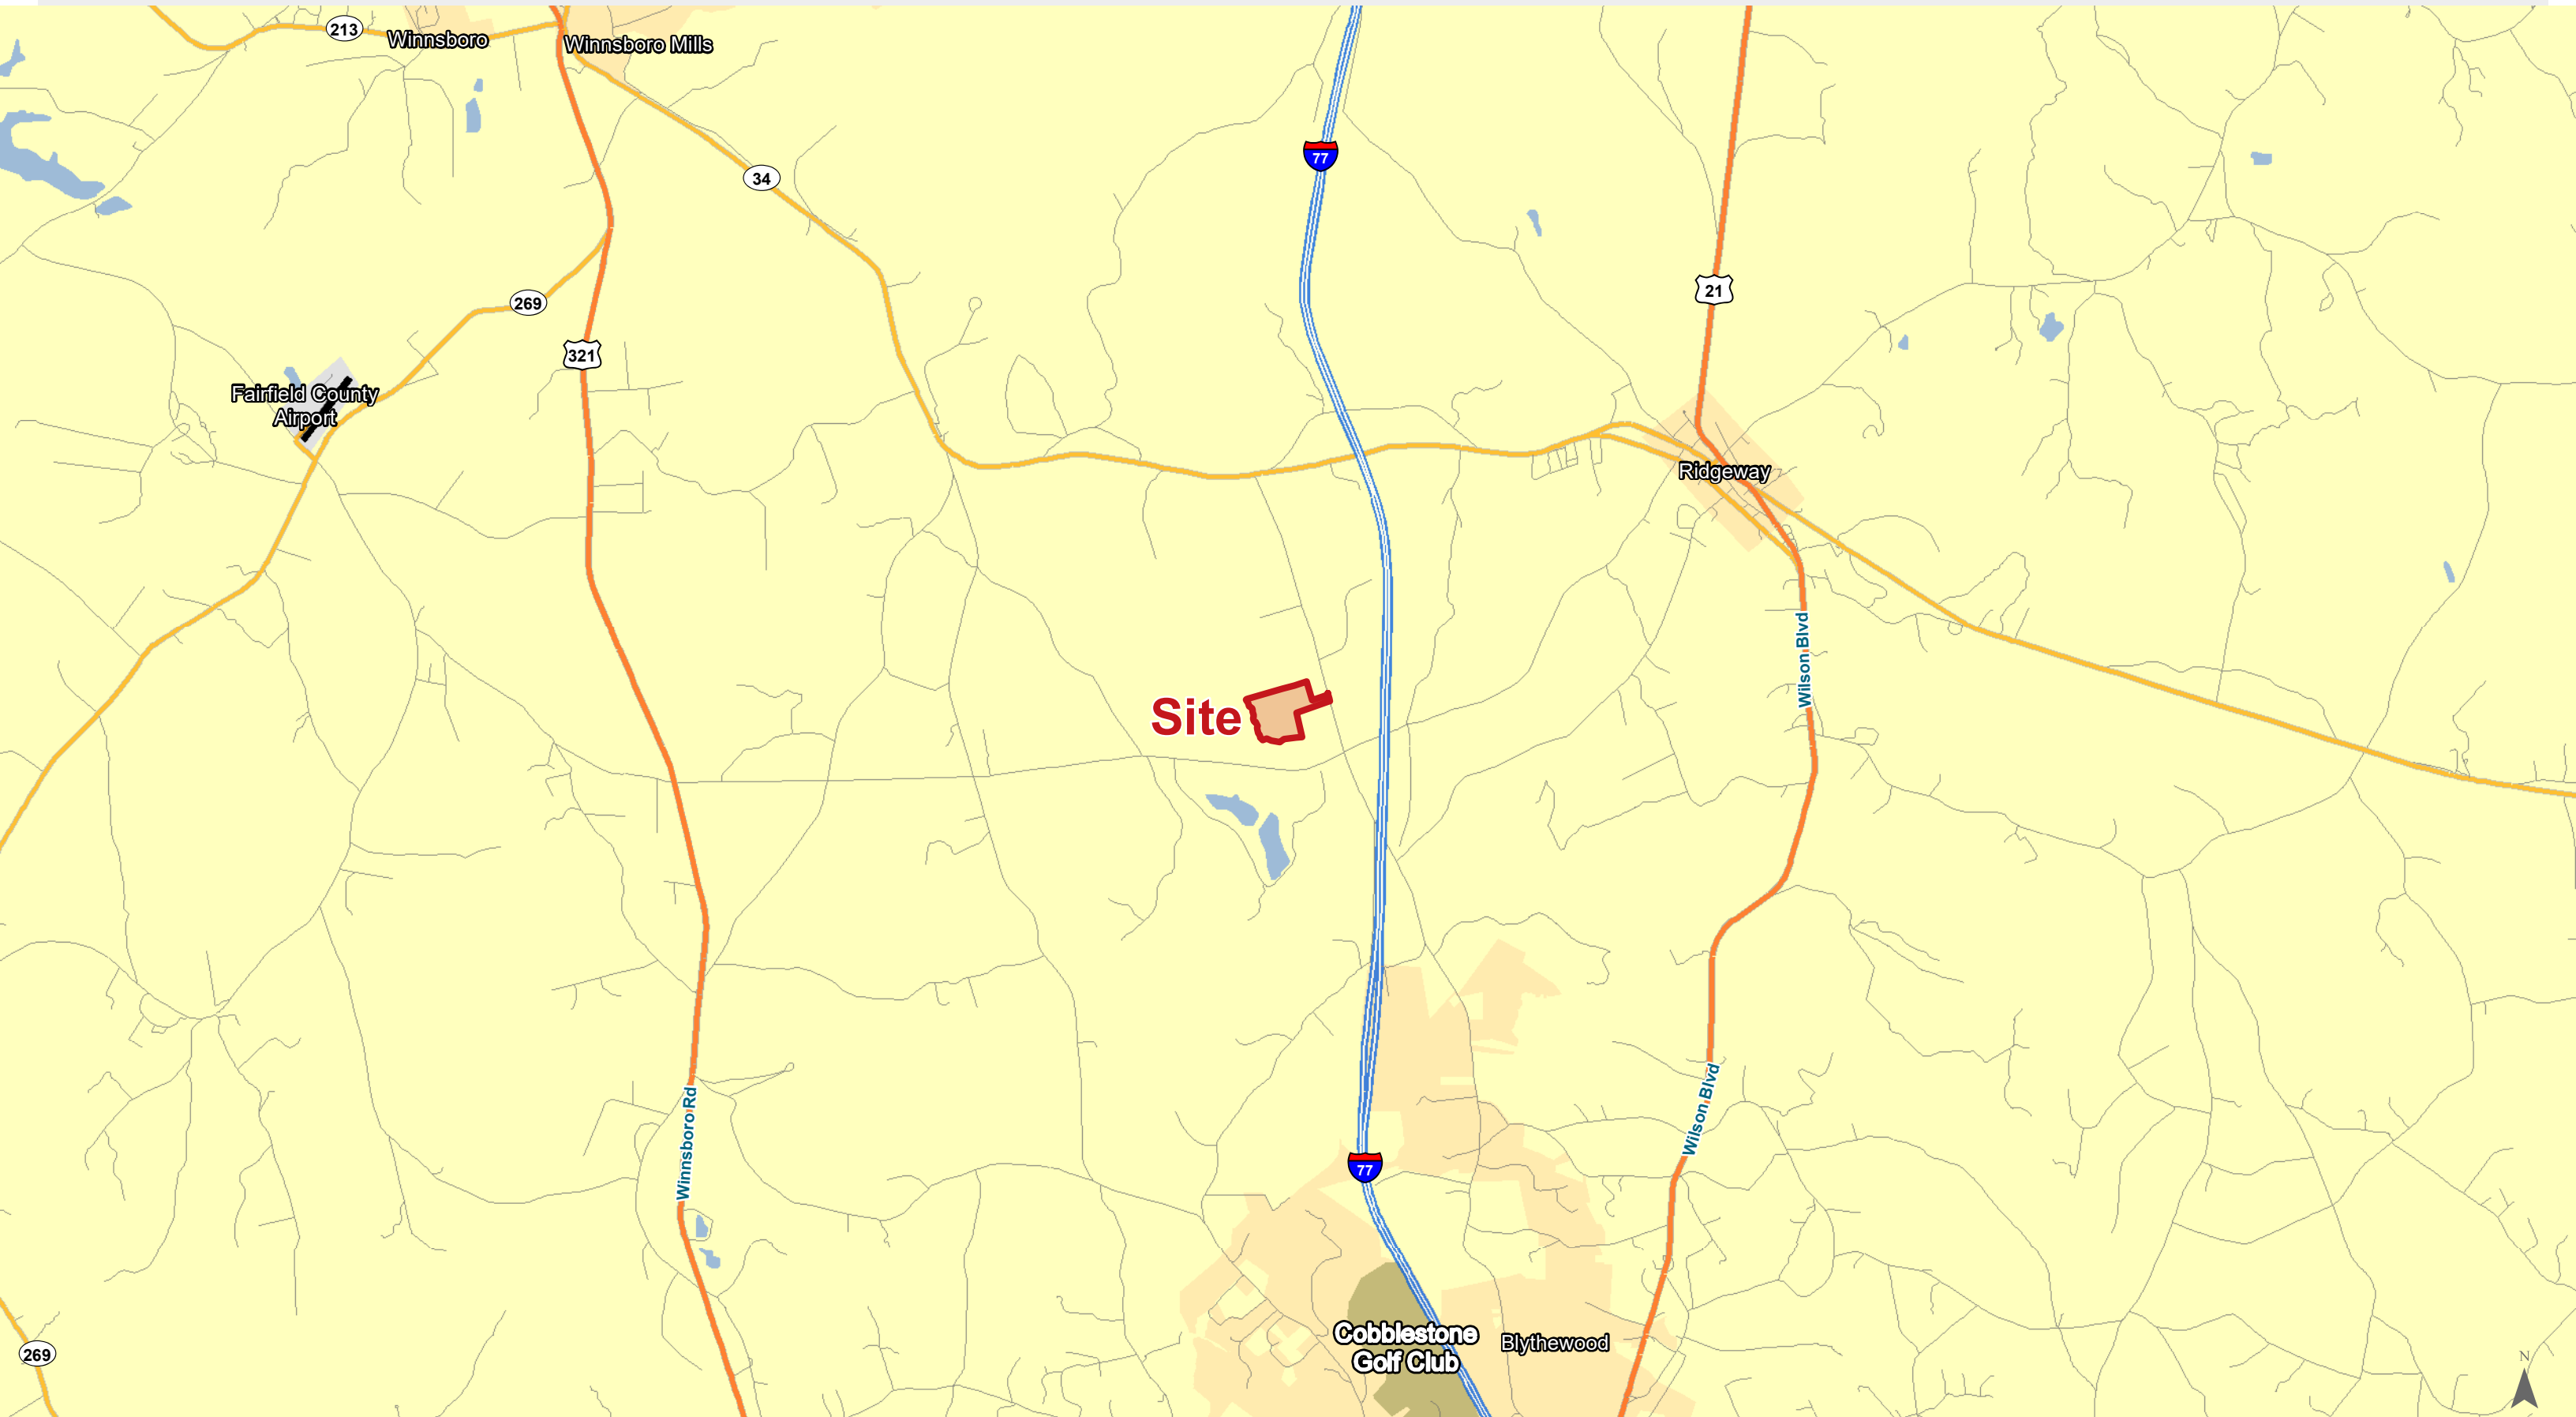 213
Winnsboro
Winnsboro Mills
77
34
21
269
321
Fairfield County
Airport
Ridgeway
Wilson Blvd
Site
Winnsboro Rd
Wilson Blvd
77
Cobblestone
Golf Club
Blythewood
269
N